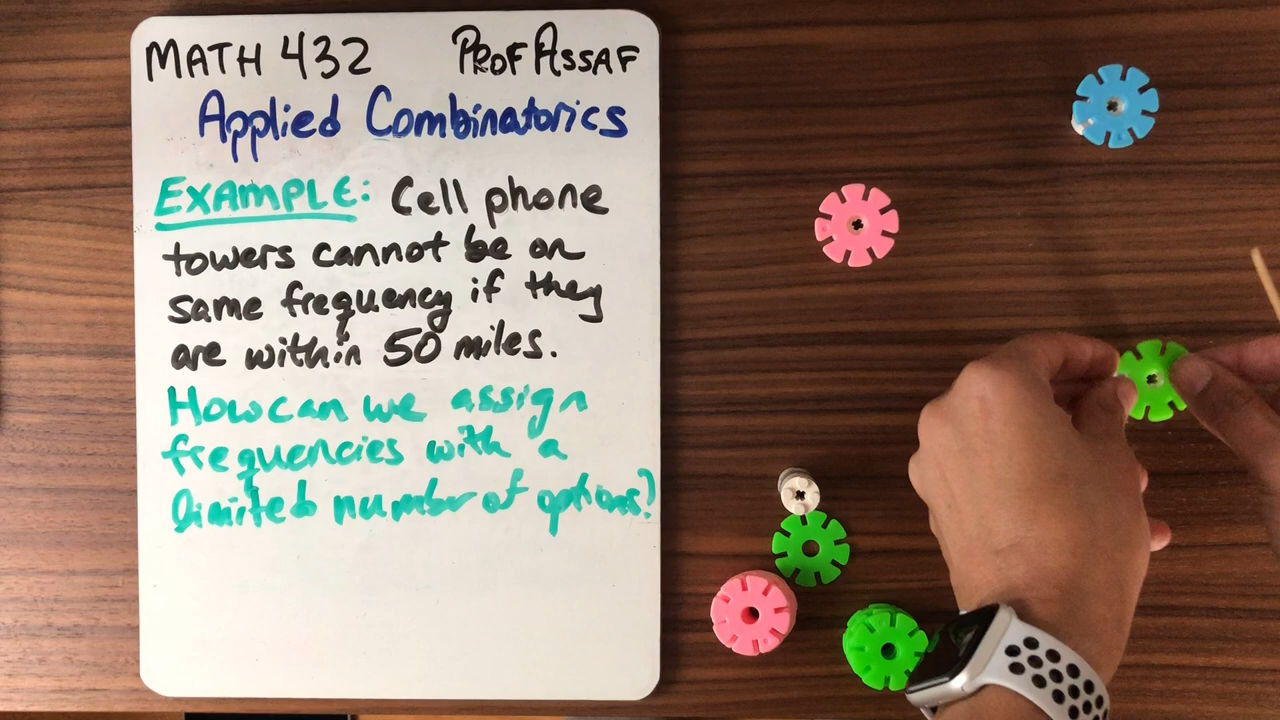 MATH 432 PROF ASSAF
Applied Combinatorics
EXAMPLE: Cell phone
towers cannot be on
same frequency if they
are within 50 miles.
How can we assign
frequencies with a
limited number of options?